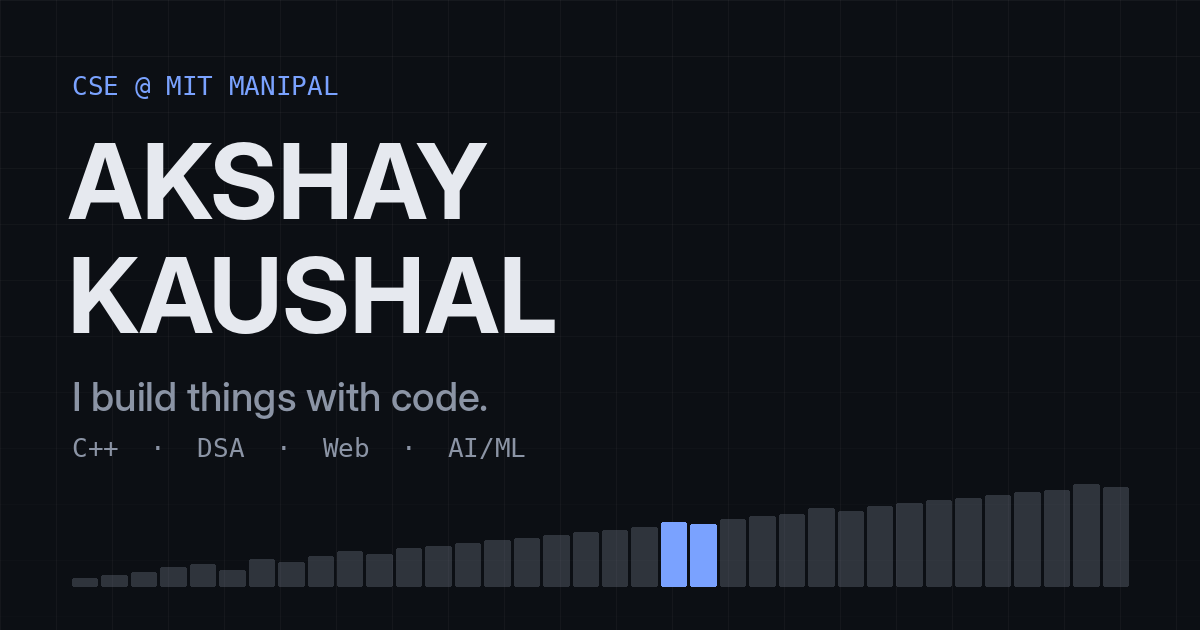 CSE @ MIT MANIPAL
AKSHAY
KAUSHAL
I build things with code.
C++ · DSA · Web · AI/ML